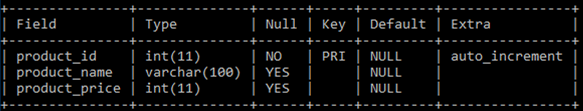 +---------------+--------------+------+-----+---------+----------------+
| Field | Type | Null | Key | Default | Extra |
+---------------+--------------+------+-----+---------+----------------+
| product_id | int(11) | NO | PRI | NULL | auto_increment |
| product_name | varchar(100) | YES | | NULL | |
| product_price | int(11) | YES | | NULL | |
+---------------+--------------+------+-----+---------+----------------+